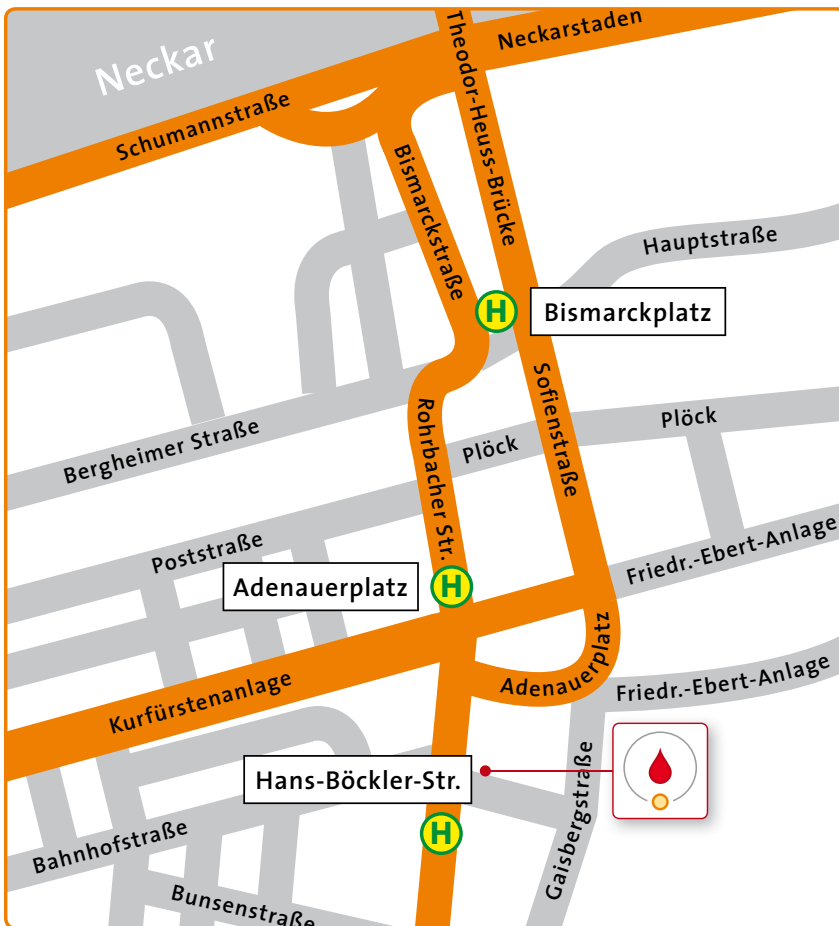 Neckar
Neckarstaden
Theodor-Heuss-Brücke
Schumannstraße
Bismarckstraße
Hauptstraße
H
Bismarckplatz
Sofienstraße
Rohrbacher Str.
Plöck
Plöck
Bergheimer Straße
Poststraße
Friedr.-Ebert-Anlage
Adenauerplatz
H
Adenauerplatz
Friedr.-Ebert-Anlage
Kurfürstenanlage
Hans-Böckler-Str.
H
Gaisbergstraße
Bahnhofstraße
Bunsenstraße